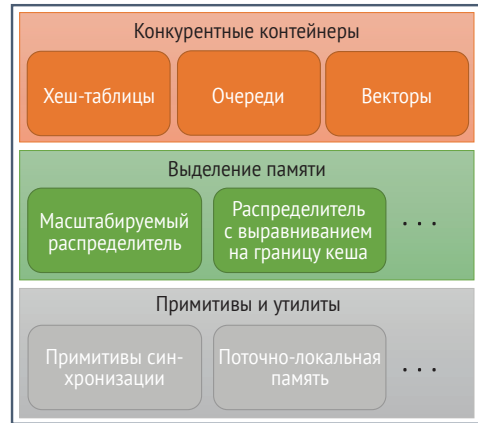 Конкурентные контейнеры
Хеш-таблицы
Очереди
Векторы
Выделение памяти
Масштабируемый
распределитель
Распределитель
с выравниванием
на границу кеша
. . .
Примитивы и утилиты
Примитивы син-
хронизации
Поточно-локальная
память
. . .